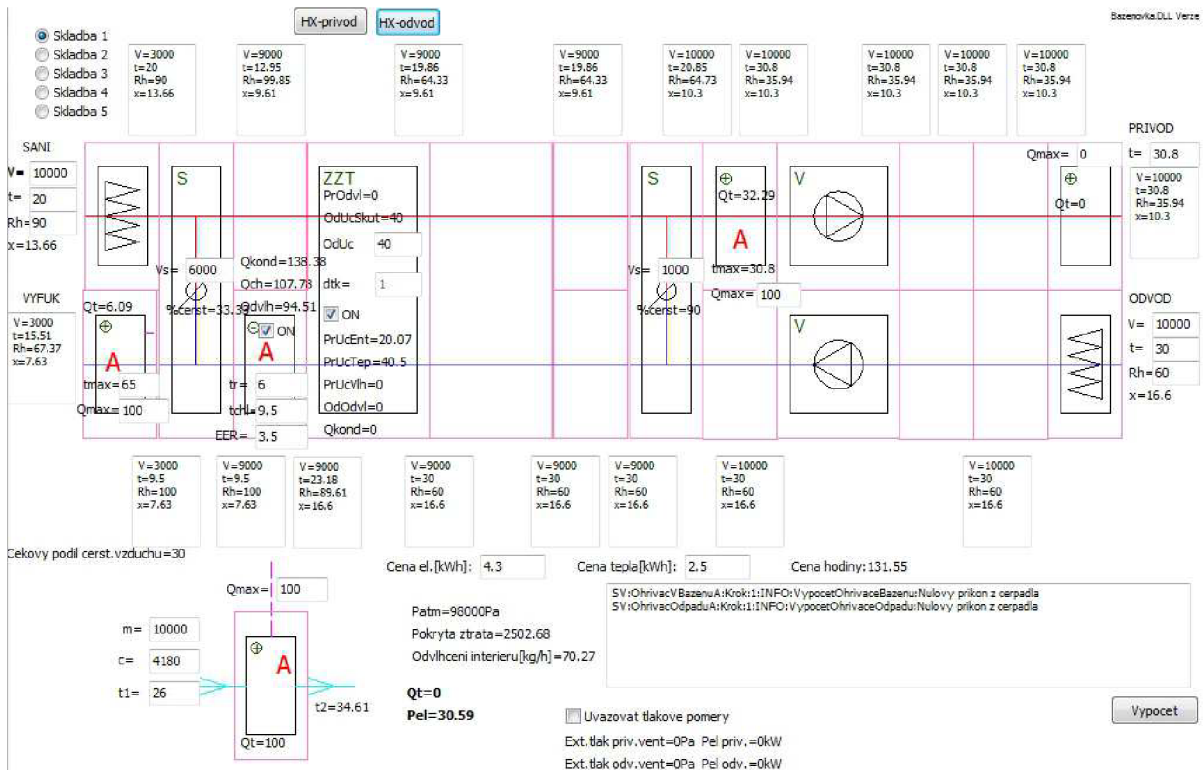 HX-privod
HX-odvod
Bazenovka.DLL Verze
Skladba 1
Skladba 2
Skladba 3
Skladba 4
Skladba 5
V=3000
t=20
Rh=90
x=13.66
V=9000
t=12.95
Rh=99.85
x=9.61
V=9000
t=19.86
Rh=64.33
x=9.61
V=9000
t=19.86
Rh=64.33
x=9.61
V=10000
t=20.85
Rh=64.73
x=10.3
V=10000
t=30.8
Rh=35.94
x=10.3
V=10000
t=30.8
Rh=35.94
x=10.3
V=10000
t=30.8
Rh=35.94
x=10.3
V=10000
t=30.8
Rh=35.94
x=10.3
SANI
V= 10000
t= 20
Rh= 90
x=13.66
VYFUK
V=3000
t=15.51
Rh=67.37
x=7.63
Qt=6.09
A
tmax= 65
Qmax= 100
S
Vs= 6000
%cerst=33.33
Qkond=138.38
Qch=107.78
Odvlh=94.51
ON
A
tr= 6
tchl= 9.5
EER= 3.5
ZZT
PrOdvl=0
OdUcSkut=40
OdUc 40
dtk= 1
ON
PrUcEnt=20.07
PrUcTep=40.5
PrUcVlh=0
OdOdvl=0
Qkond=0
S
Vs= 1000
%cerst=90
Qt=32.29
A
tmax= 30.8
Qmax= 100
V
V
Qmax= 0
Qt=0
PRIVOD
t= 30.8
V=10000
t=30.8
Rh=35.94
x=10.3
ODVOD
V= 10000
t= 30
Rh= 60
x=16.6
V=3000
t=9.5
Rh=100
x=7.63
V=9000
t=9.5
Rh=100
x=7.63
V=9000
t=23.18
Rh=89.61
x=16.6
V=9000
t=30
Rh=60
x=16.6
V=9000
t=30
Rh=60
x=16.6
V=9000
t=30
Rh=60
x=16.6
V=10000
t=30
Rh=60
x=16.6
V=10000
t=30
Rh=60
x=16.6
Cekovy podil cerst.vzduchu=30
Cena el.[kWh]: 4.3
Cena tepla[kWh]: 2.5
Cena hodiny:131.55
Qmax= 100
m= 10000
c= 4180
t1= 26
A
t2=34.61
Qt=100
Patm=98000Pa
Pokryta ztrata=2502.68
Odvlhceni interieru[kg/h]=70.27
Qt=0
Pel=30.59
SV:OhrivacVBazenuA:Krok:1:INFO:VypocetOhrivaceBazenu:Nulovy prikon z cerpadla
SV:OhrivacOdpaduA:Krok:1:INFO:VypocetOhrivaceOdpadu:Nulovy prikon z cerpadla
Uvazovat tlakove pomery
Ext.tlak priv.vent=0Pa Pel priv.=0kW
Ext.tlak odv.vent=0Pa Pel odv.=0kW
Vypocet